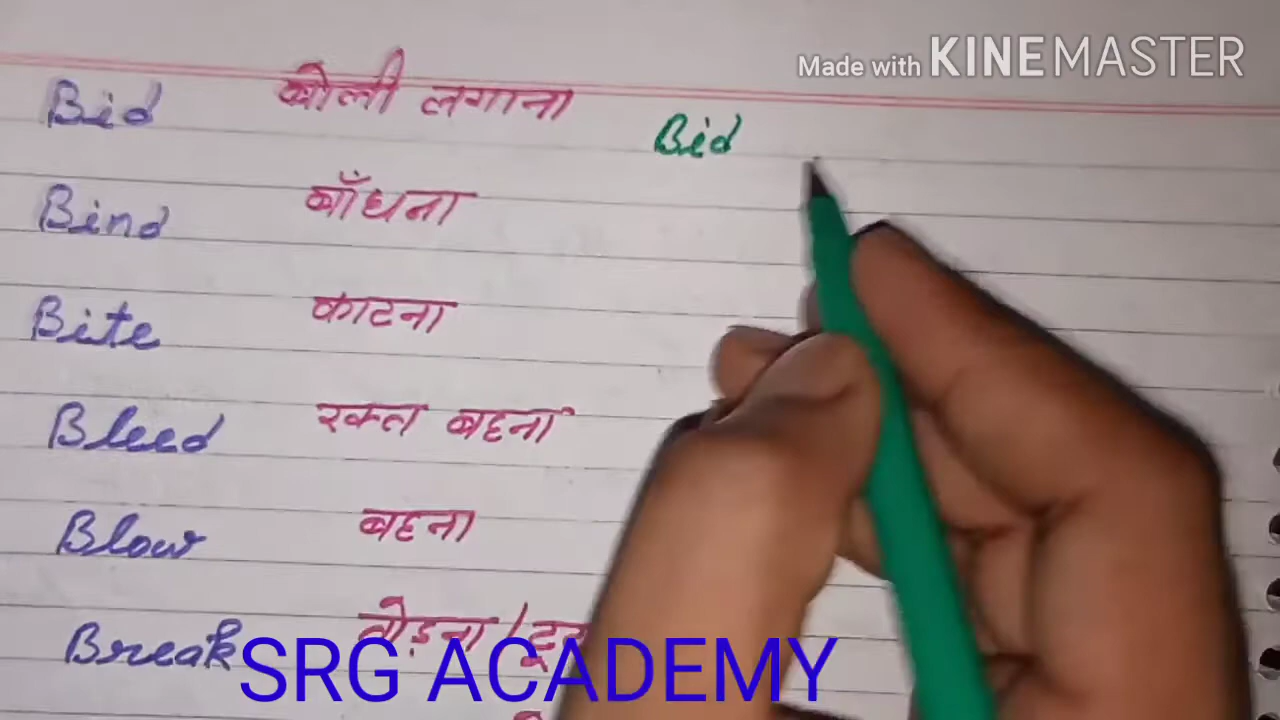 Made with KINEMASTER
Bid बोली लगाना Bid
Bind बाँधना
Bite काटना
Bleed रक्त बहना
Blow बहना
Break तोड़ना /
SRG ACADEMY